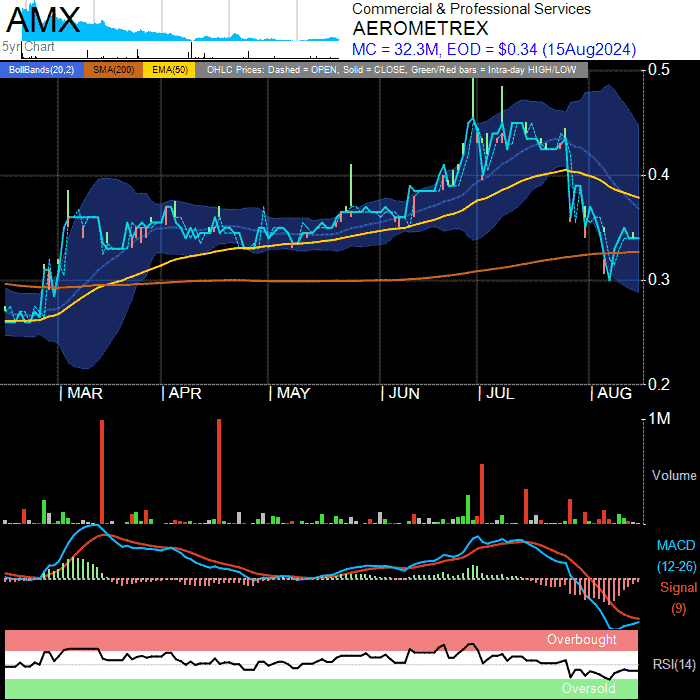 AMX
5yr Chart
Commercial & Professional Services
AEROMETREX
MC = 32.3M, EOD = $0.34 (15Aug2024)
BollBands(20,2) SMA(200) EMA(50) OHLC Prices: Dashed = OPEN, Solid = CLOSE, Green/Red bars = Intra-day HIGH/LOW
0.5
0.4
0.3
0.2
MAR APR MAY JUN JUL AUG
1M
Volume
MACD
(12-26)
Signal
(9)
Overbought
RSI(14)
Oversold